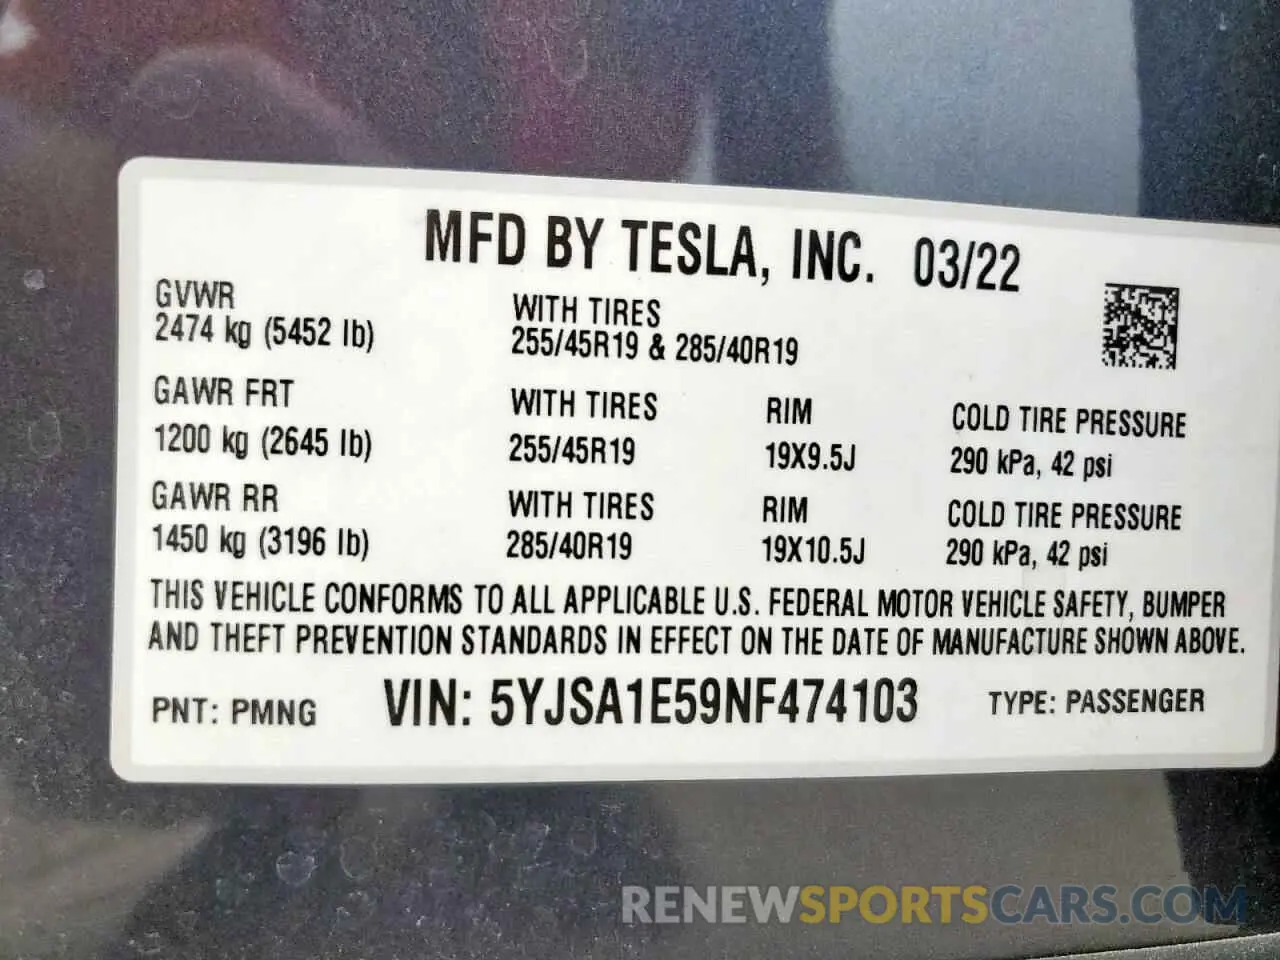 MFD BY TESLA, INC. 03/22
GVWR
2474 kg (5452 lb)
WITH TIRES
255/45R19 & 285/40R19
GAWR FRT
1200 kg (2645 lb)
WITH TIRES
255/45R19
RIM
19X9.5J
COLD TIRE PRESSURE
290 kPa, 42 psi
GAWR RR
1450 kg (3196 lb)
WITH TIRES
285/40R19
RIM
19X10.5J
COLD TIRE PRESSURE
290 kPa, 42 psi
THIS VEHICLE CONFORMS TO ALL APPLICABLE U.S. FEDERAL MOTOR VEHICLE SAFETY, BUMPER
AND THEFT PREVENTION STANDARDS IN EFFECT ON THE DATE OF MANUFACTURE SHOWN ABOVE.
PNT: PMNG VIN: 5YJSA1E59NF474103 TYPE: PASSENGER
RENEWSPORTSCARS.COM